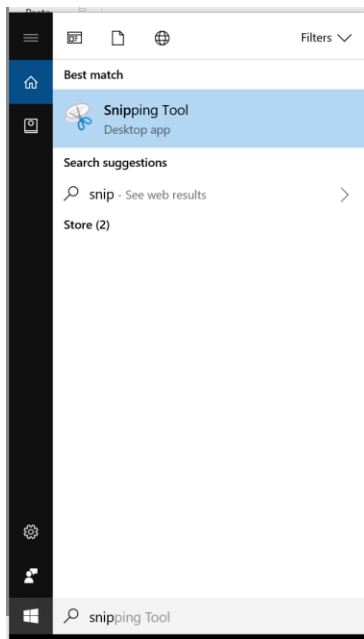 Filters
Best match
Snipping Tool
Desktop app
Search suggestions
snip - See web results
Store (2)
snipping Tool